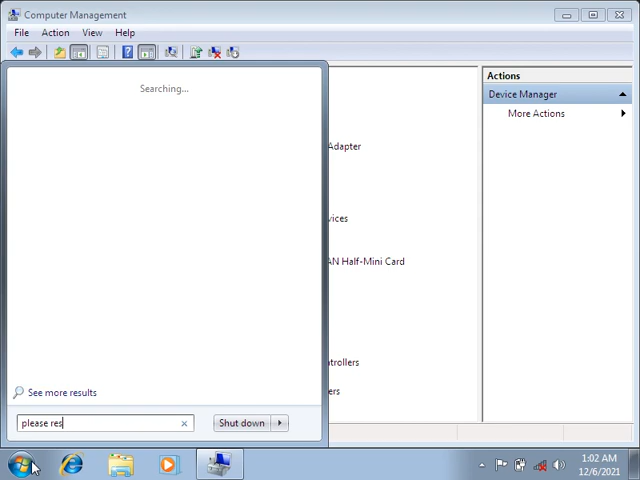 Computer Management
File Action View Help
Searching...
See more results
please res
Shut down
Adapter
ices
AN Half-Mini Card
trollers
ers
Actions
Device Manager
More Actions
1:02 AM
12/6/2021